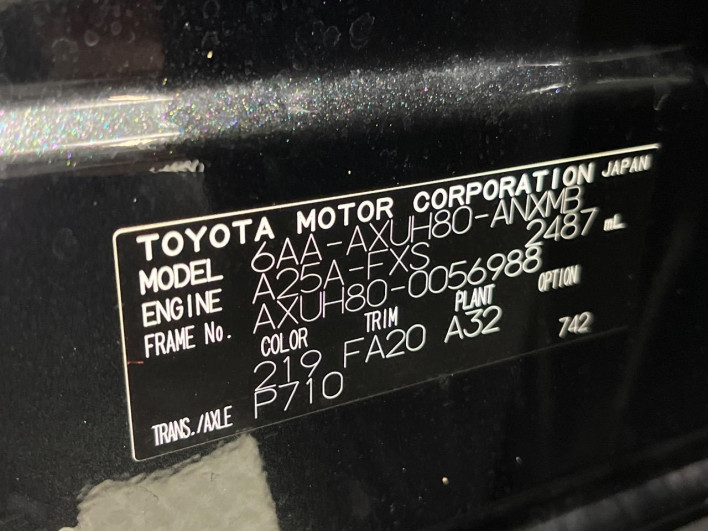 TOYOTA MOTOR CORPORATION JAPAN
MODEL 6AA-AXUH80-ANXMB
ENGINE A25A-FXS 2487 mL
FRAME No. AXUH80-0056988
COLOR TRIM PLANT OPTION
219 FA20 A32 742
TRANS./AXLE P710